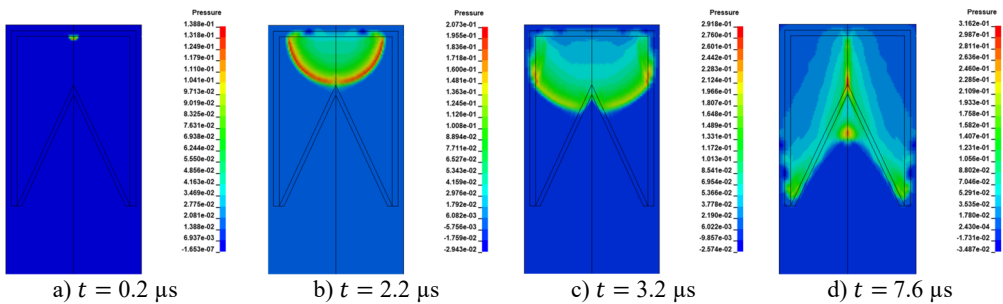 Pressure
1.388e-01
1.318e-01
1.249e-01
1.179e-01
1.110e-01
1.041e-01
9.713e-02
9.019e-02
8.325e-02
7.631e-02
6.938e-02
6.244e-02
5.550e-02
4.856e-02
4.163e-02
3.469e-02
2.775e-02
2.081e-02
1.388e-02
6.937e-03
-1.653e-07
a) t = 0.2 µs
Pressure
2.073e-01
1.955e-01
1.836e-01
1.718e-01
1.600e-01
1.481e-01
1.363e-01
1.245e-01
1.126e-01
1.008e-01
8.894e-02
7.711e-02
6.527e-02
5.343e-02
4.159e-02
2.976e-02
1.792e-02
6.082e-03
-5.756e-03
-1.759e-02
-2.943e-02
b) t = 2.2 µs
Pressure
2.918e-01
2.760e-01
2.601e-01
2.442e-01
2.283e-01
2.124e-01
1.966e-01
1.807e-01
1.648e-01
1.489e-01
1.331e-01
1.172e-01
1.013e-01
8.541e-02
6.954e-02
5.366e-02
3.778e-02
2.190e-02
6.022e-03
-9.857e-03
-2.574e-02
c) t = 3.2 µs
Pressure
3.162e-01
2.987e-01
2.811e-01
2.636e-01
2.460e-01
2.285e-01
2.109e-01
1.933e-01
1.758e-01
1.582e-01
1.407e-01
1.231e-01
1.056e-01
8.802e-02
7.046e-02
5.291e-02
3.535e-02
1.780e-02
2.430e-04
-1.731e-02
-3.487e-02
d) t = 7.6 µs